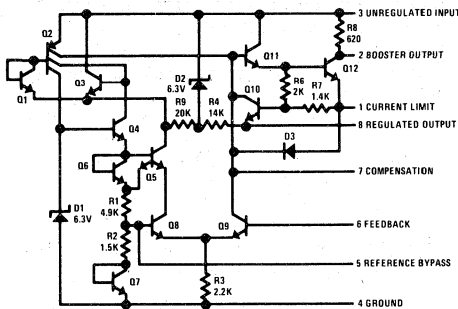 3 UNREGULATED INPUT
Q2
R8
620
Q11
2 BOOSTER OUTPUT
D2
6.3V
Q12
Q3
Q1
R6
2K
R7
1.4K
Q10
R9
20K
R4
14K
1 CURRENT LIMIT
8 REGULATED OUTPUT
Q4
D3
Q6
Q5
7 COMPENSATION
R1
4.9K
D1
6.3V
Q8
Q9
6 FEEDBACK
R2
1.5K
5 REFERENCE BYPASS
Q7
R3
2.2K
4 GROUND